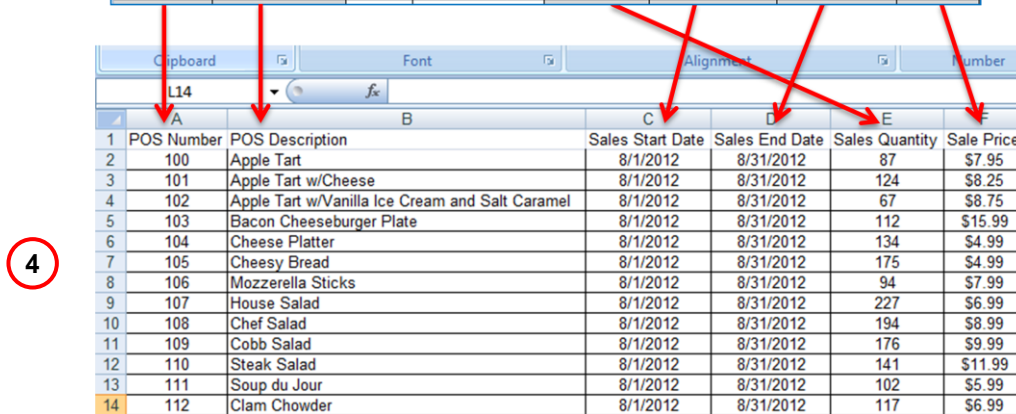 Clipboard Font Alignment Number
L14 fx
A B C D E F
1 POS Number POS Description Sales Start Date Sales End Date Sales Quantity Sale Price
2 100 Apple Tart 8/1/2012 8/31/2012 87 $7.95
3 101 Apple Tart w/Cheese 8/1/2012 8/31/2012 124 $8.25
4 102 Apple Tart w/Vanilla Ice Cream and Salt Caramel 8/1/2012 8/31/2012 67 $8.75
5 103 Bacon Cheeseburger Plate 8/1/2012 8/31/2012 112 $15.99
6 104 Cheese Platter 8/1/2012 8/31/2012 134 $4.99
4
7 105 Cheesy Bread 8/1/2012 8/31/2012 175 $4.99
8 106 Mozzerella Sticks 8/1/2012 8/31/2012 94 $7.99
9 107 House Salad 8/1/2012 8/31/2012 227 $6.99
10 108 Chef Salad 8/1/2012 8/31/2012 194 $8.99
11 109 Cobb Salad 8/1/2012 8/31/2012 176 $9.99
12 110 Steak Salad 8/1/2012 8/31/2012 141 $11.99
13 111 Soup du Jour 8/1/2012 8/31/2012 102 $5.99
14 112 Clam Chowder 8/1/2012 8/31/2012 117 $6.99